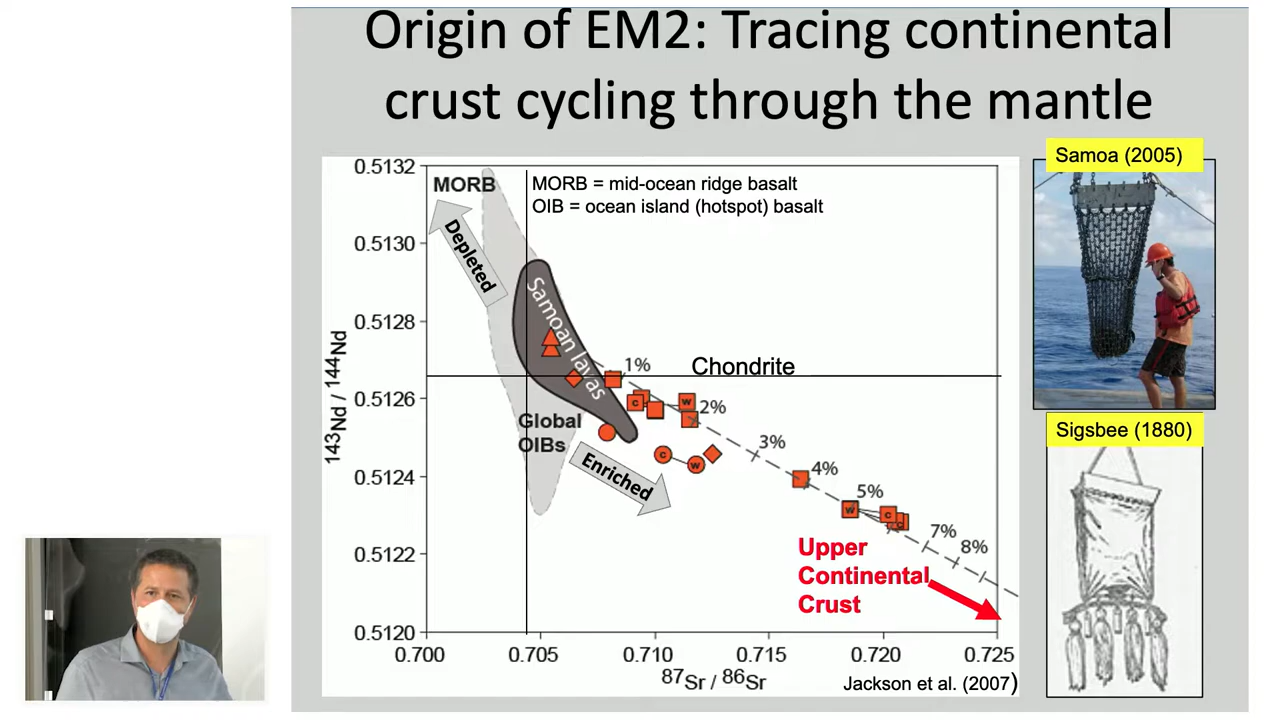 Origin of EM2: Tracing continental
crust cycling through the mantle
Samoa (2005)
0.5132
MORB
MORB = mid-ocean ridge basalt
OIB = ocean island (hotspot) basalt
0.5130
Depleted
Samoan lavas
0.5128
143Nd / 144Nd
Chondrite
1%
0.5126
c
w
2%
Global
OIBs
Sigsbee (1880)
3%
c
w
0.5124
Enriched
4%
5%
w
c
c
7%
8%
0.5122
Upper
Continental
Crust
0.5120
0.700
0.705
0.710
0.715
0.720
0.725
87Sr / 86Sr
Jackson et al. (2007)